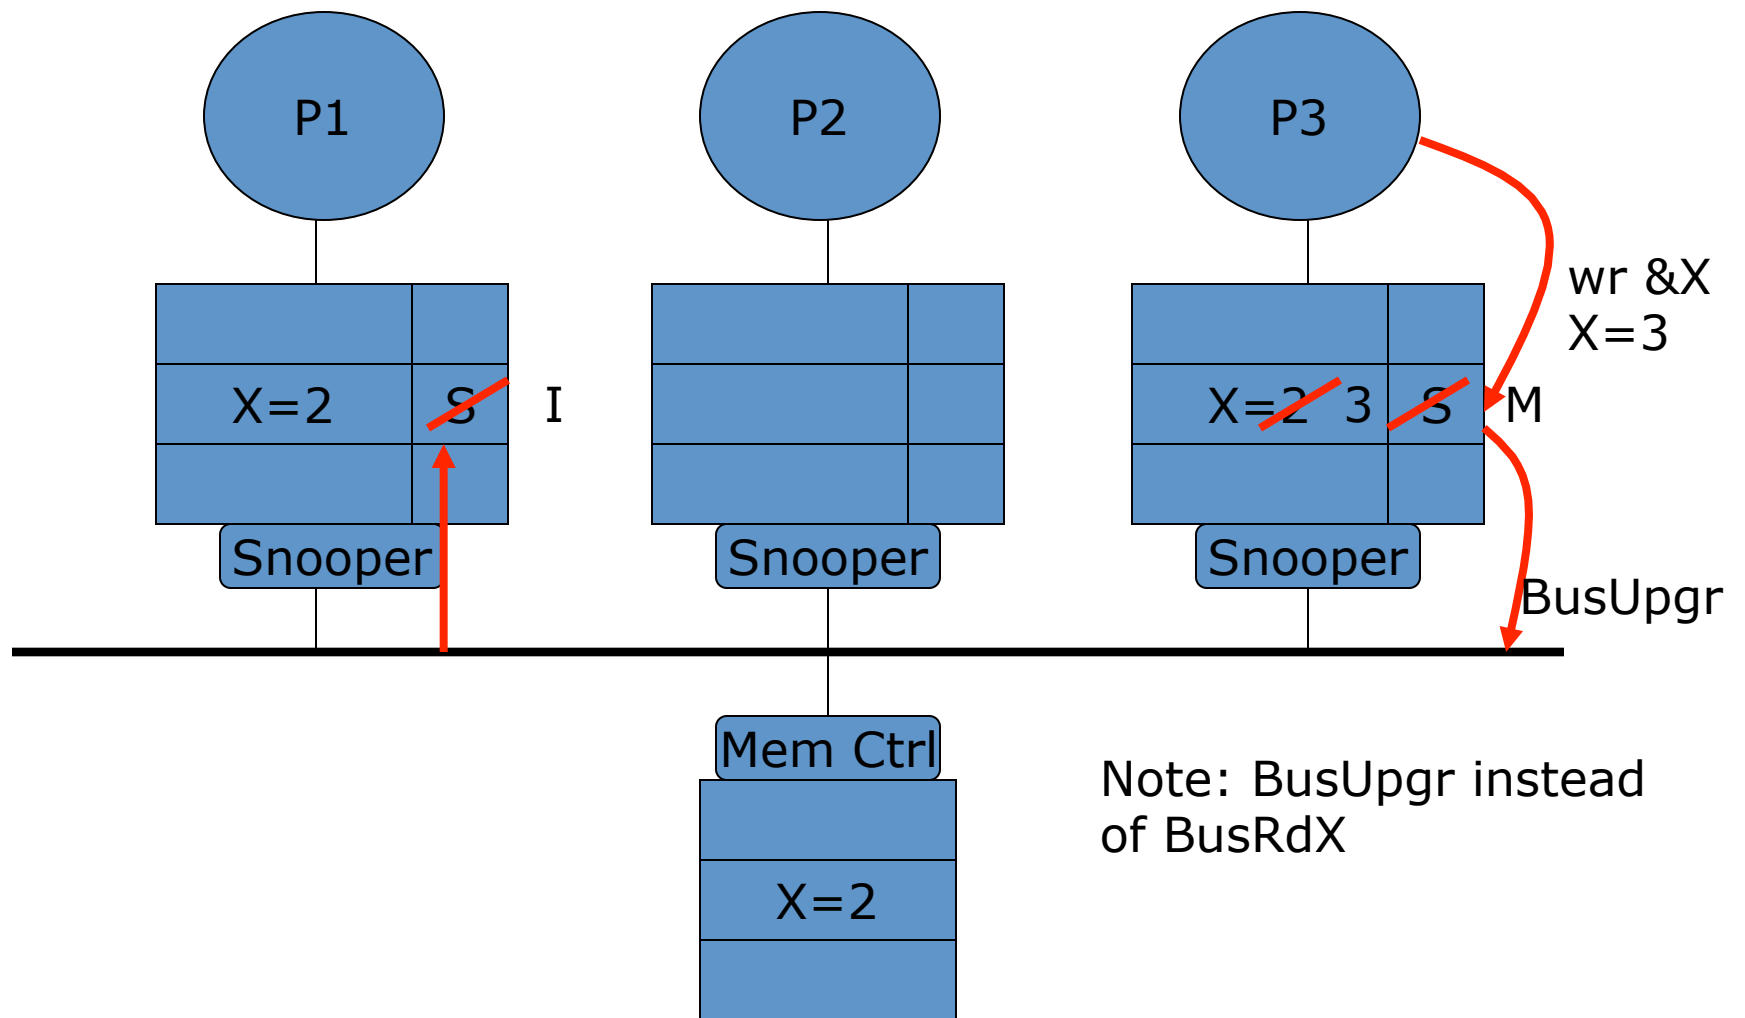 P1
P2
P3
wr &X
X=3
X=2
S
I
X=2 3
S
M
Snooper
Snooper
Snooper
BusUpgr
Mem Ctrl
Note: BusUpgr instead
of BusRdX
X=2